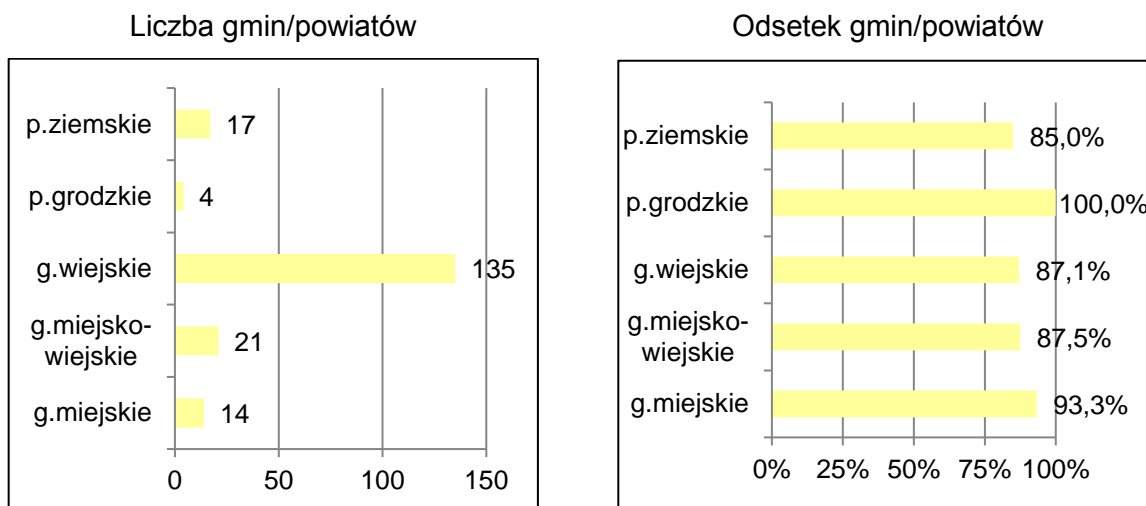 Liczba gmin/powiatów
p.ziemskie 17
p.grodzkie 4
g.wiejskie 135
g.miejsko-
wiejskie 21
g.miejskie 14
0 50 100 150
Odsetek gmin/powiatów
p.ziemskie 85,0%
p.grodzkie 100,0%
g.wiejskie 87,1%
g.miejsko-
wiejskie 87,5%
g.miejskie 93,3%
0% 25% 50% 75% 100%